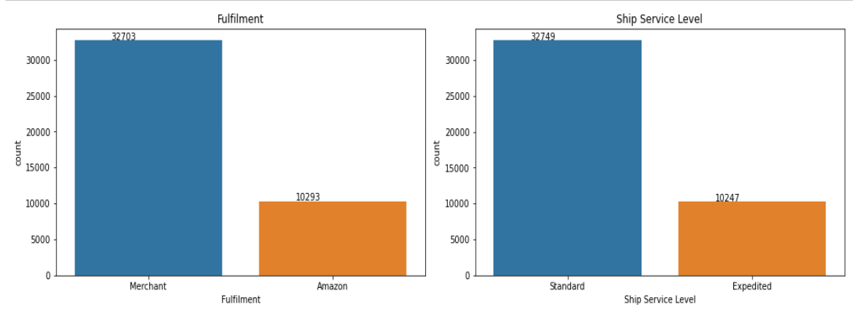 Fulfilment
32703
10293
30000
25000
20000
15000
10000
5000
0
count
Merchant
Amazon
Fulfilment
Ship Service Level
32749
10247
30000
25000
20000
15000
10000
5000
0
count
Standard
Expedited
Ship Service Level